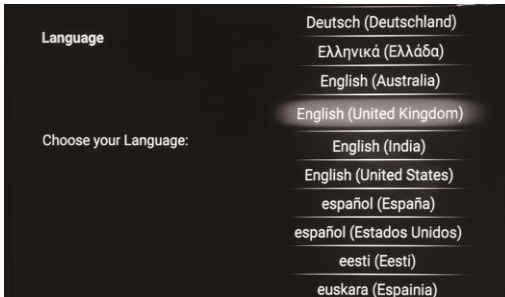 Language
Choose your Language:
Deutsch (Deutschland)
Ελληνικά (Ελλάδα)
English (Australia)
English (United Kingdom)
English (India)
English (United States)
español (España)
español (Estados Unidos)
eesti (Eesti)
euskara (Espainia)